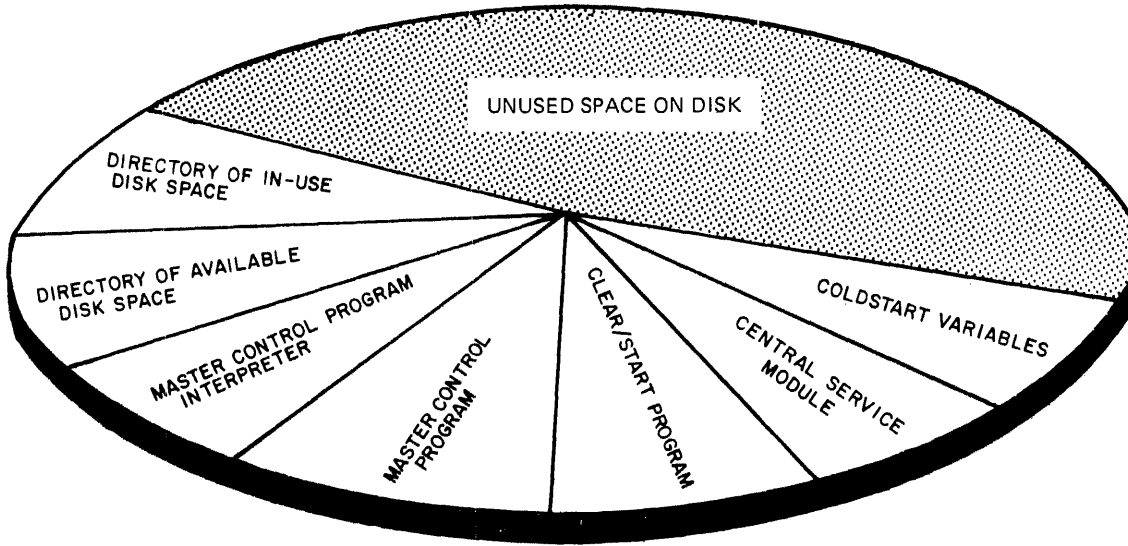 UNUSED SPACE ON DISK
DIRECTORY OF IN-USE
DISK SPACE
DIRECTORY OF AVAILABLE
DISK SPACE
MASTER CONTROL PROGRAM
INTERPRETER
MASTER CONTROL
PROGRAM
CLEAR/START PROGRAM
CENTRAL SERVICE
MODULE
COLDSTART VARIABLES